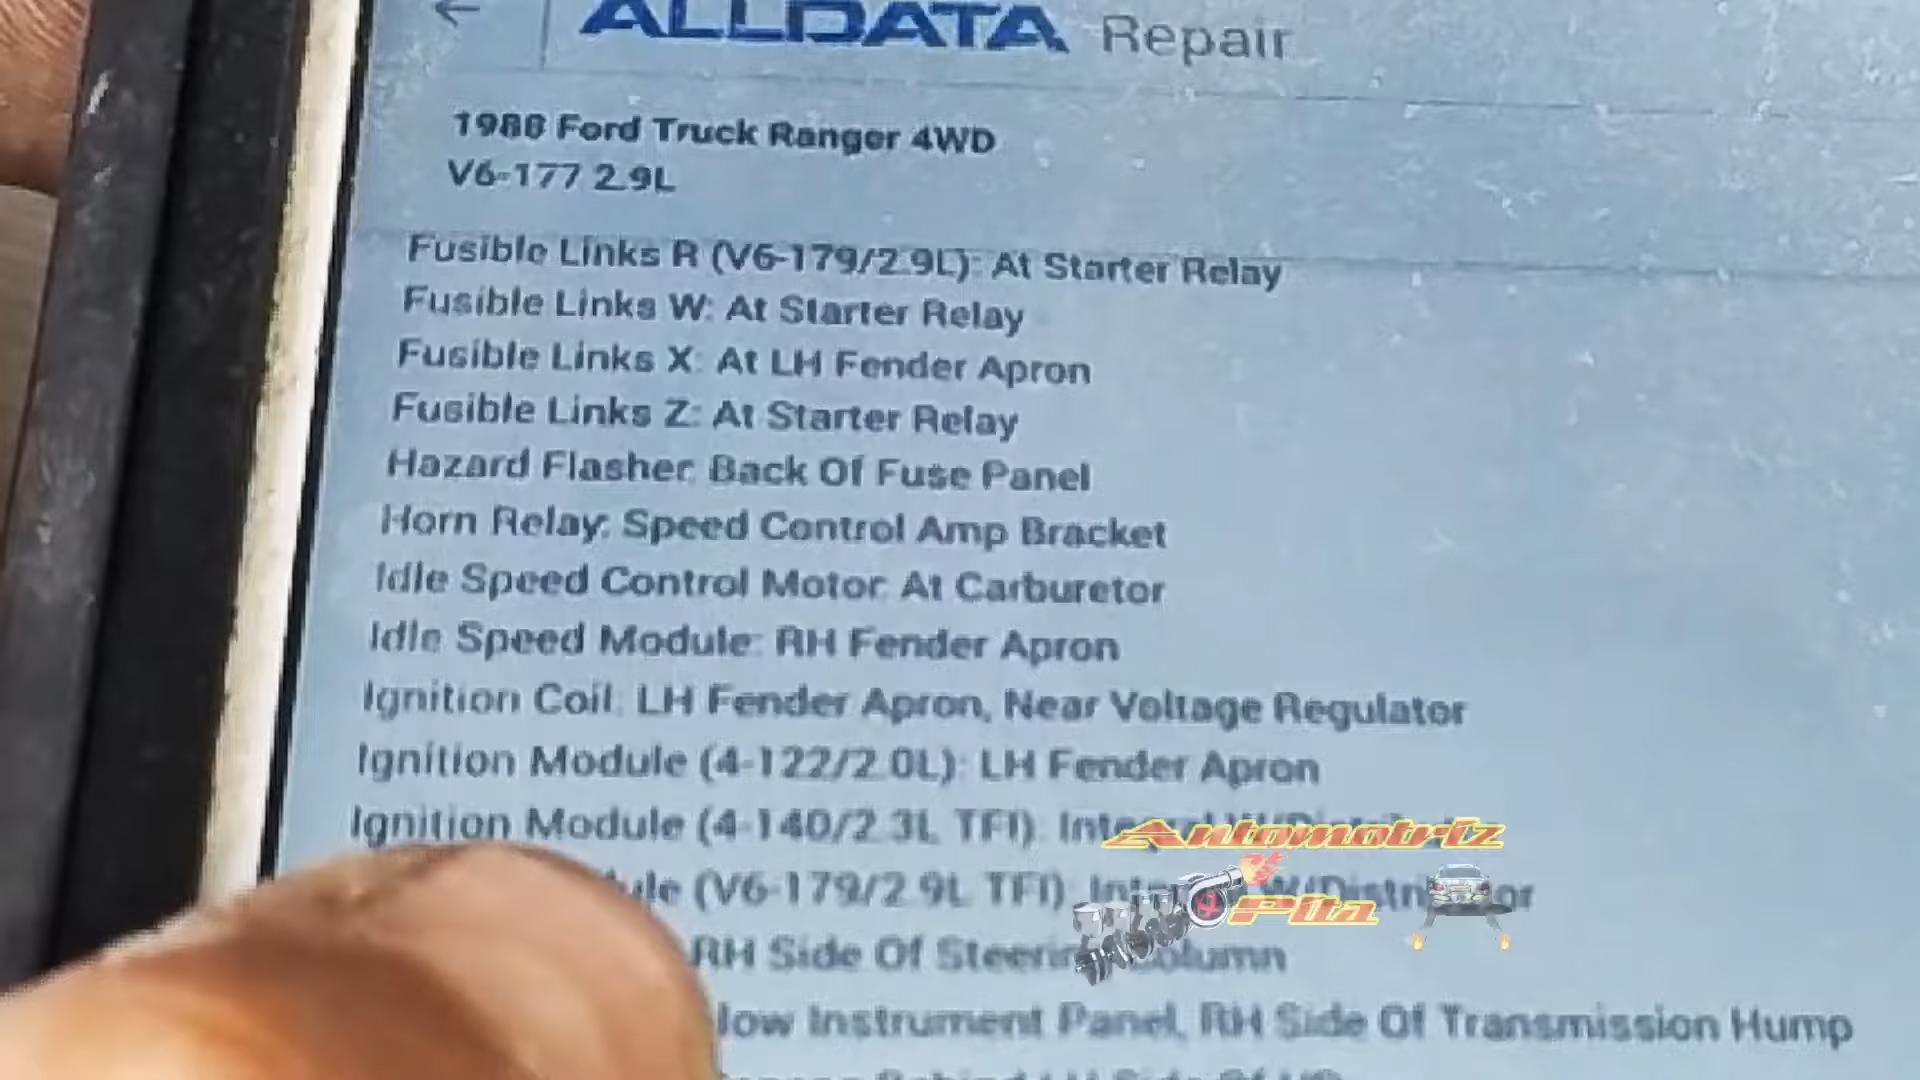 ALLDATA Repair
1988 Ford Truck Ranger 4WD
V6-177 2.9L
Fusible Links R (V6-179/2.9L): At Starter Relay
Fusible Links W: At Starter Relay
Fusible Links X: At LH Fender Apron
Fusible Links Z: At Starter Relay
Hazard Flasher: Back Of Fuse Panel
Horn Relay: Speed Control Amp Bracket
Idle Speed Control Motor: At Carburetor
Idle Speed Module: RH Fender Apron
Ignition Coil: LH Fender Apron, Near Voltage Regulator
Ignition Module (4-122/2.0L): LH Fender Apron
Ignition Module (4-140/2.3L TFI):
Automotriz
(V6-179/2.9L TFI):
Pita
RH Side Of Steering Column
Instrument Panel, RH Side Of Transmission Hump